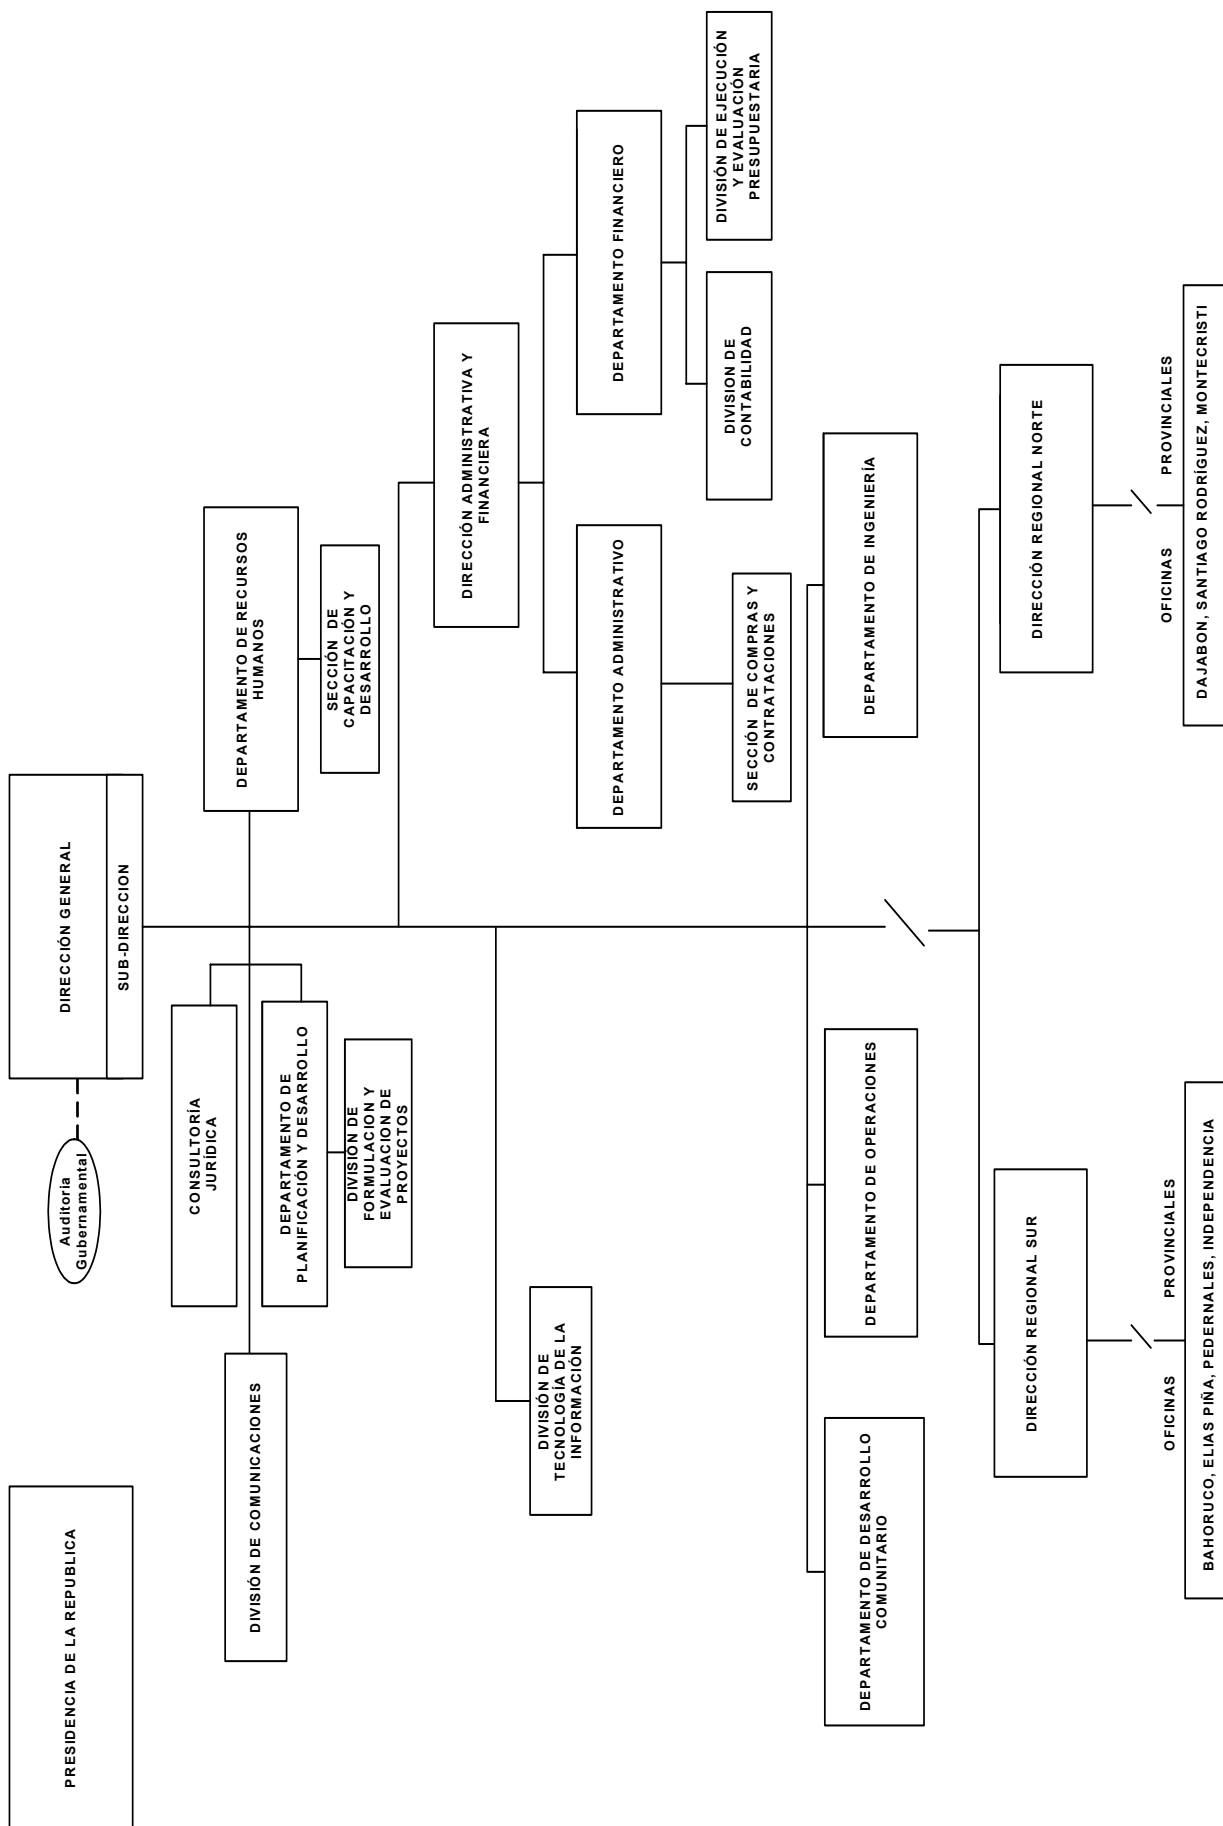 PRESIDENCIA DE LA REPUBLICA
DIRECCIÓN GENERAL
SUB-DIRECCION
Auditoria
Gubernamental
CONSULTORÍA
JURÍDICA
DIVISIÓN DE COMUNICACIONES
DEPARTAMENTO DE RECURSOS
HUMANOS
DEPARTAMENTO DE
PLANIFICACIÓN Y DESARROLLO
SECCIÓN DE
CAPACITACIÓN Y
DESARROLLO
DIVISIÓN DE
FORMULACION Y
EVALUACION DE
PROYECTOS
DIRECCIÓN ADMINISTRATIVA Y
FINANCIERA
DIVISIÓN DE
TECNOLOGÍA DE LA
INFORMACIÓN
DEPARTAMENTO ADMINISTRATIVO
DEPARTAMENTO FINANCIERO
SECCIÓN DE COMPRAS Y
CONTRATACIONES
DIVISION DE
CONTABILIDAD
DIVISIÓN DE EJECUCIÓN
Y EVALUACIÓN
PRESUPUESTARIA
DEPARTAMENTO DE DESARROLLO
COMUNITARIO
DEPARTAMENTO DE OPERACIONES
DEPARTAMENTO DE INGENIERÍA
DIRECCIÓN REGIONAL SUR
DIRECCIÓN REGIONAL NORTE
OFICINAS PROVINCIALES
OFICINAS PROVINCIALES
BAHORUCO, ELIAS PIÑA, PEDERNALES, INDEPENDENCIA
DAJABON, SANTIAGO RODRÍGUEZ, MONTECRISTI